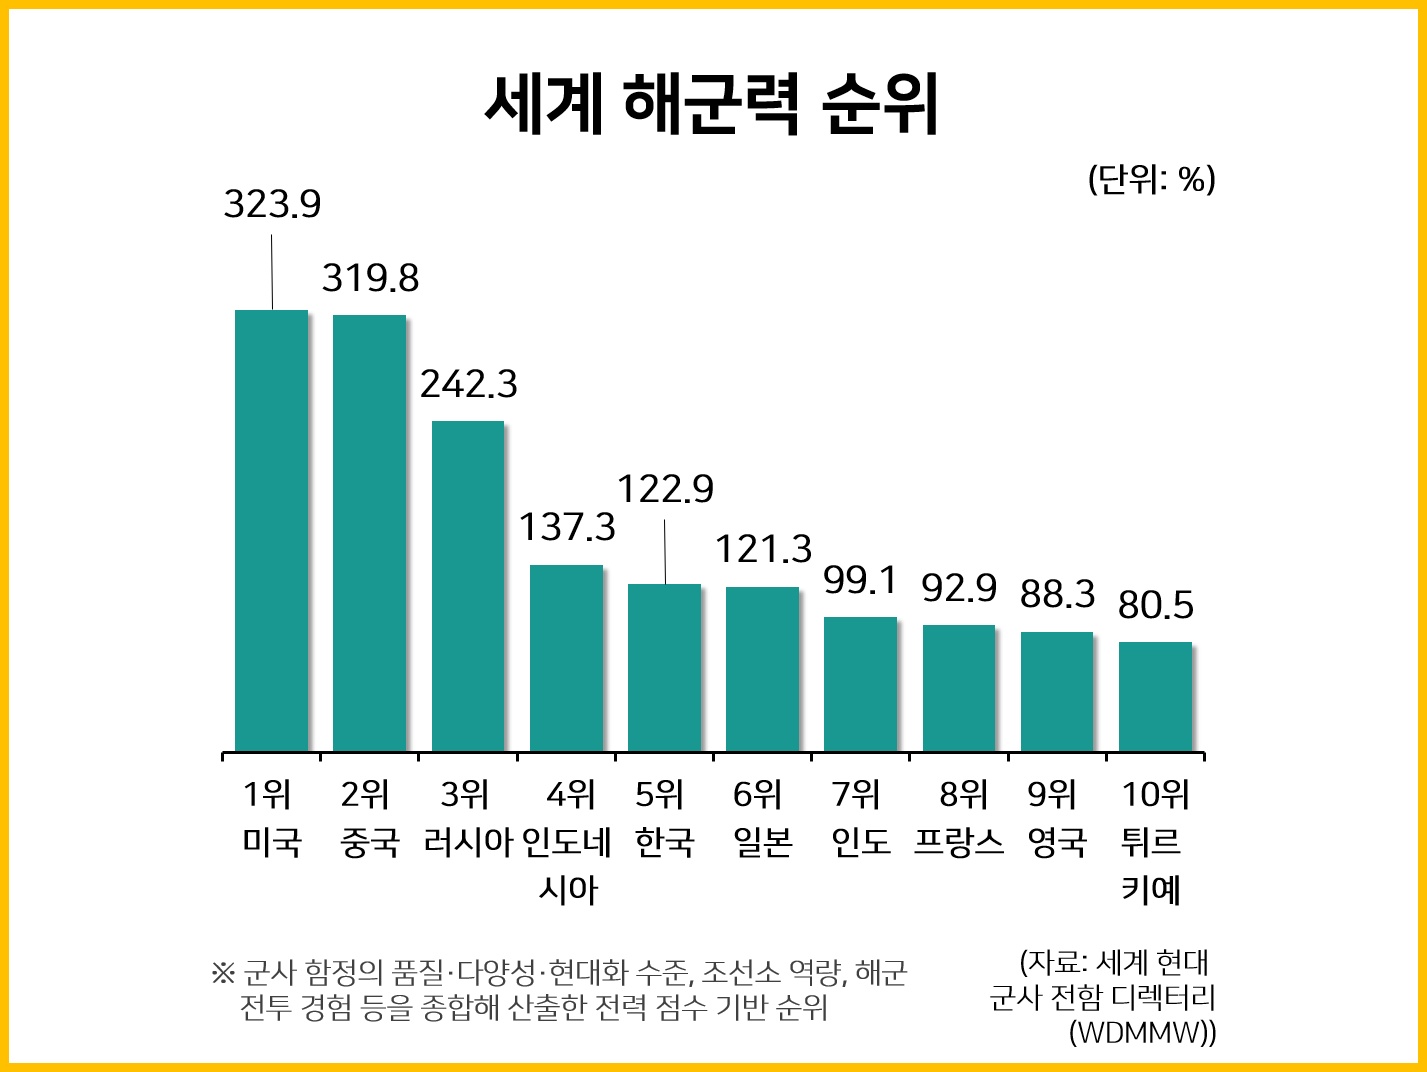 세계 해군력 순위
(단위: %)
323.9
319.8
242.3
137.3
122.9
121.3
99.1
92.9
88.3
80.5
1위
미국
2위
중국
3위
러시아
4위
인도네
시아
5위
한국
6위
일본
7위
인도
8위
프랑스
9위
영국
10위
튀르
키예
※ 군사 함정의 품질·다양성·현대화 수준, 조선소 역량, 해군
전투 경험 등을 종합해 산출한 전력 점수 기반 순위
(자료: 세계 현대
군사 전함 디렉터리
(WDMMW))